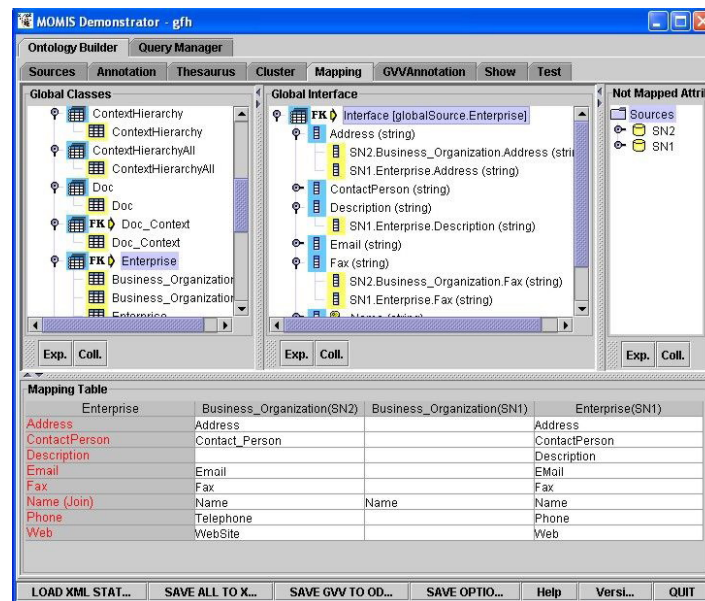 MOMIS Demonstrator - gfh
Ontology Builder Query Manager
Sources Annotation Thesaurus Cluster Mapping GVVAnnotation Show Test
Global Classes
ContextHierarchy
ContextHierarchy
ContextHierarchyAll
ContextHierarchyAll
Doc
Doc
FK Doc_Context
Doc_Context
FK Enterprise
Business_Organization
Business_Organization
Enterprise
Exp. Coll.
Global Interface
FK Interface [globalSource.Enterprise]
Address (string)
SN2.Business_Organization.Address (stri
SN1.Enterprise.Address (string)
ContactPerson (string)
Description (string)
SN1.Enterprise.Description (string)
Email (string)
Fax (string)
SN2.Business_Organization.Fax (string)
SN1.Enterprise.Fax (string)
Name (string)
Exp. Coll.
Not Mapped Attri
Sources
SN2
SN1
Exp. Coll.
Mapping Table
Enterprise Business_Organization(SN2) Business_Organization(SN1) Enterprise(SN1)
Address Address Address
ContactPerson Contact_Person ContactPerson
Description Description
Email Email EMail
Fax Fax Fax
Name (Join) Name Name Name
Phone Telephone Phone
Web WebSite Web
LOAD XML STAT... SAVE ALL TO X... SAVE GVV TO OD... SAVE OPTIO... Help Versi... QUIT